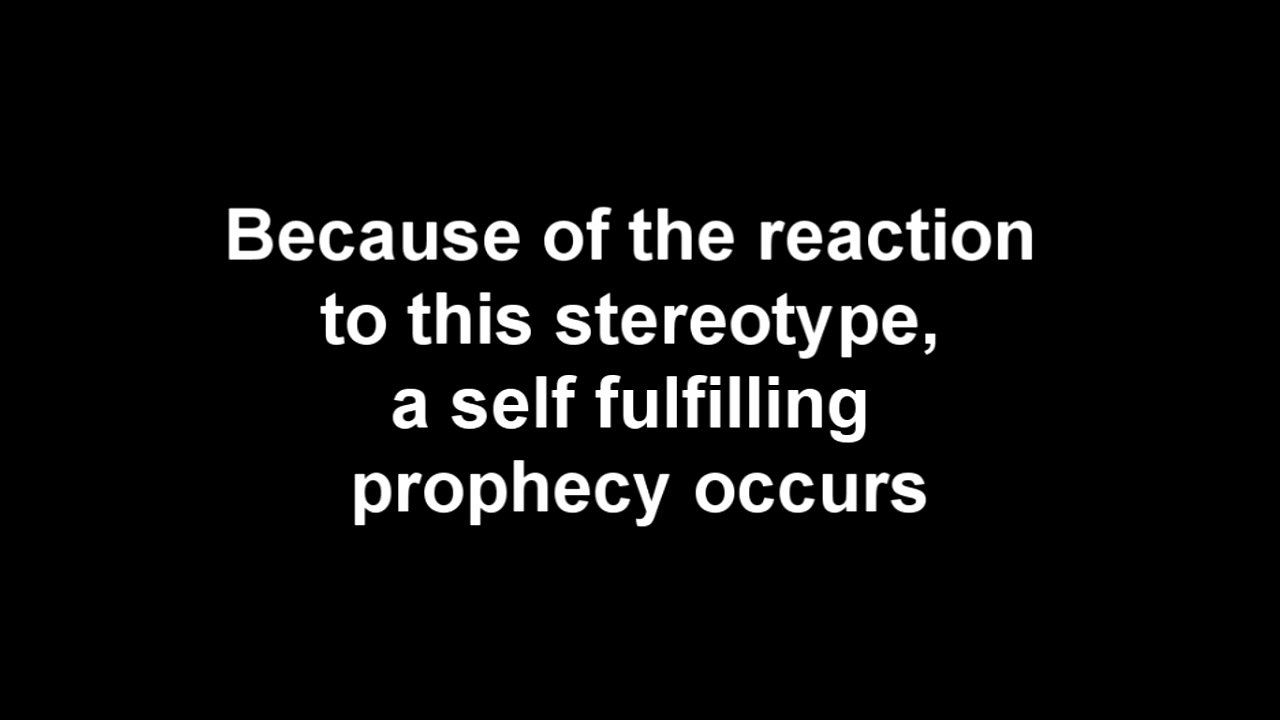 Because of the reaction
to this stereotype,
a self fulfilling
prophecy occurs